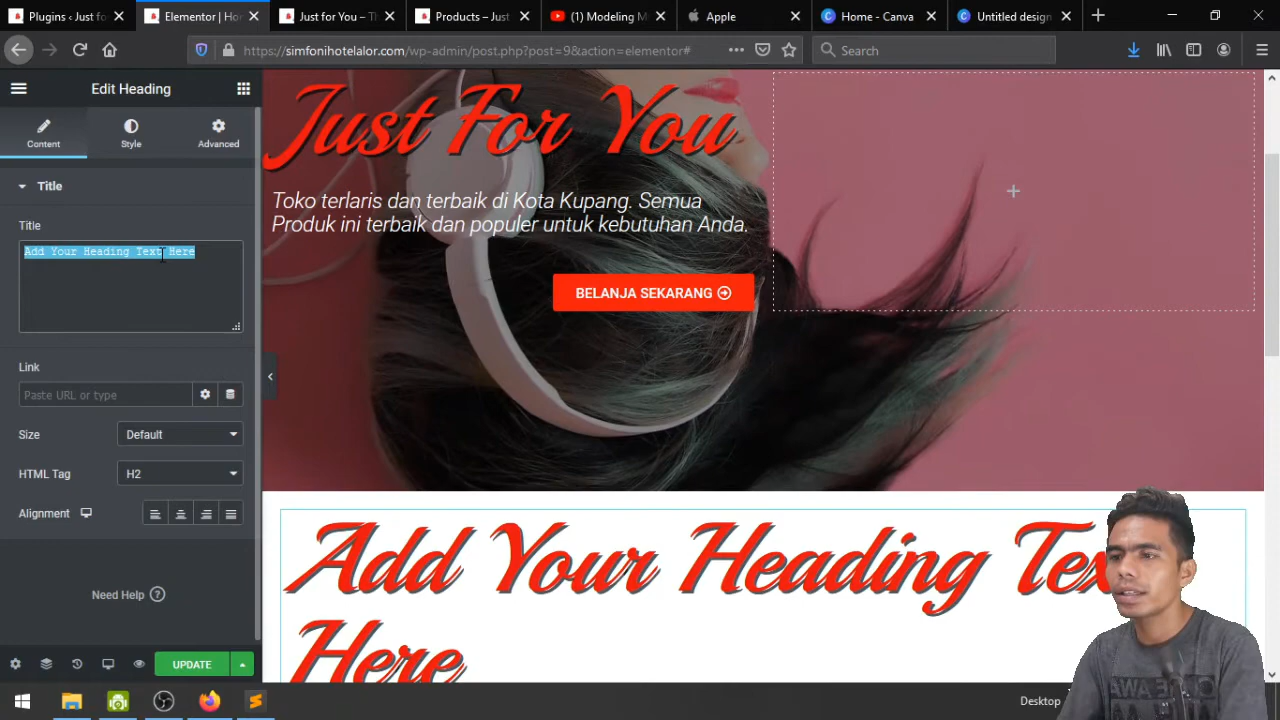 Plugins ‹ Just fo
Elementor | Ho
Just for You – Th
Products – Just
(1) Modeling M
Apple
Home - Canva
Untitled design
https://simfonihotelalor.com/wp-admin/post.php?post=9&action=elementor#
Search
Edit Heading
Content
Style
Advanced
Title
Title
Add Your Heading Text Here
Link
Paste URL or type
Size
Default
HTML Tag
H2
Alignment
Need Help
UPDATE
Just For You
Toko terlaris dan terbaik di Kota Kupang. Semua
Produk ini terbaik dan populer untuk kebutuhan Anda.
BELANJA SEKARANG
Add Your Heading Tex
Here
Desktop